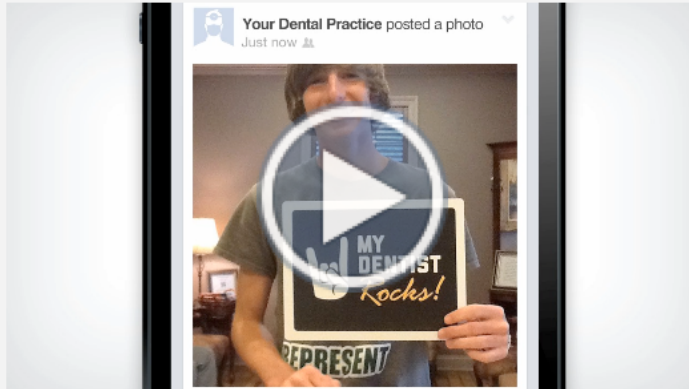 Your Dental Practice posted a photo
Just now
MY
DENTIST
Rocks!
REPRESENT